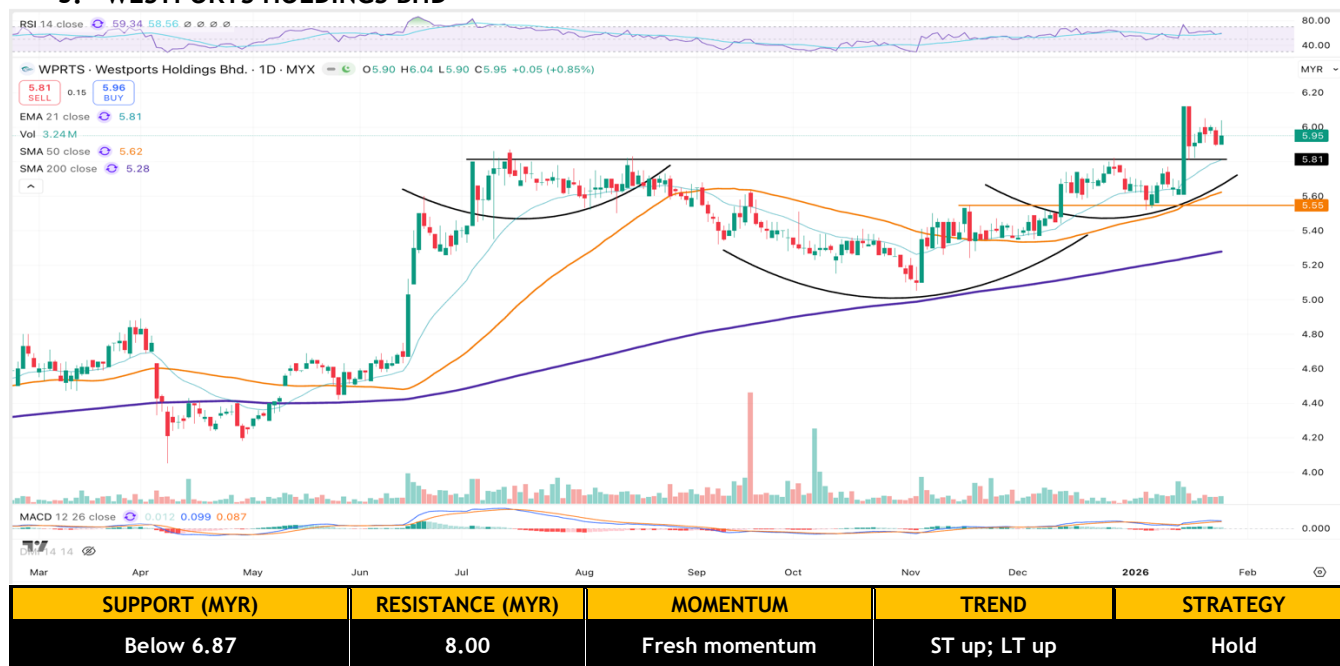 WESTPORTS HOLDINGS BHD
RSI 14 close 59.34 58.56 ø ø ø ø
80.00
40.00
WPRTS · Westports Holdings Bhd. · 1D · MYX O5.90 H6.04 L5.90 C5.95 +0.05 (+0.85%)
MYR
5.81 SELL 0.15 5.96 BUY
EMA 21 close 5.81
Vol 3.24M
SMA 50 close 5.62
SMA 200 close 5.28
6.20
6.00
5.95
5.81
5.60
5.55
5.40
5.20
5.00
4.80
4.60
4.40
4.20
4.00
MACD 12 26 close 0.012 0.099 0.087
0.000
DMI 14 14
Mar Apr May Jun Jul Aug Sep Oct Nov Dec 2026 Feb
SUPPORT (MYR) RESISTANCE (MYR) MOMENTUM TREND STRATEGY
Below 6.87 8.00 Fresh momentum ST up; LT up Hold